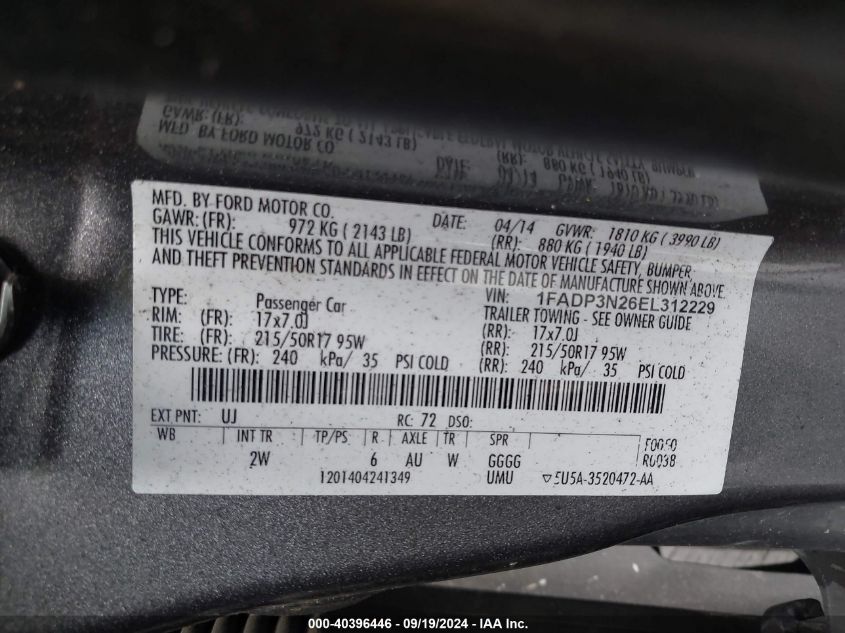 MFD. BY FORD MOTOR CO. DATE: 04/14 GVWR: 1810 KG ( 3990 LB)
GAWR: (FR): 972 KG ( 2143 LB) (RR): 880 KG ( 1940 LB)
THIS VEHICLE CONFORMS TO ALL APPLICABLE FEDERAL MOTOR VEHICLE SAFETY, BUMPER
AND THEFT PREVENTION STANDARDS IN EFFECT ON THE DATE OF MANUFACTURE SHOWN ABOVE.
VIN: 1FADP3N26EL312229
TYPE: Passenger Car TRAILER TOWING - SEE OWNER GUIDE
RIM: (FR): 17x7.0J (RR): 17x7.0J
TIRE: (FR): 215/50R17 95W (RR): 215/50R17 95W
PRESSURE: (FR): 240 kPa/ 35 PSI COLD (RR): 240 kPa/ 35 PSI COLD
EXT PNT: UJ RC: 72 DSO:
WB INT TR TP/PS R AXLE TR SPR
2W 6 AU W GGGG
1201404241349 UMU ▽5U5A-3520472-AA
000-40396446 - 09/19/2024 - IAA Inc.